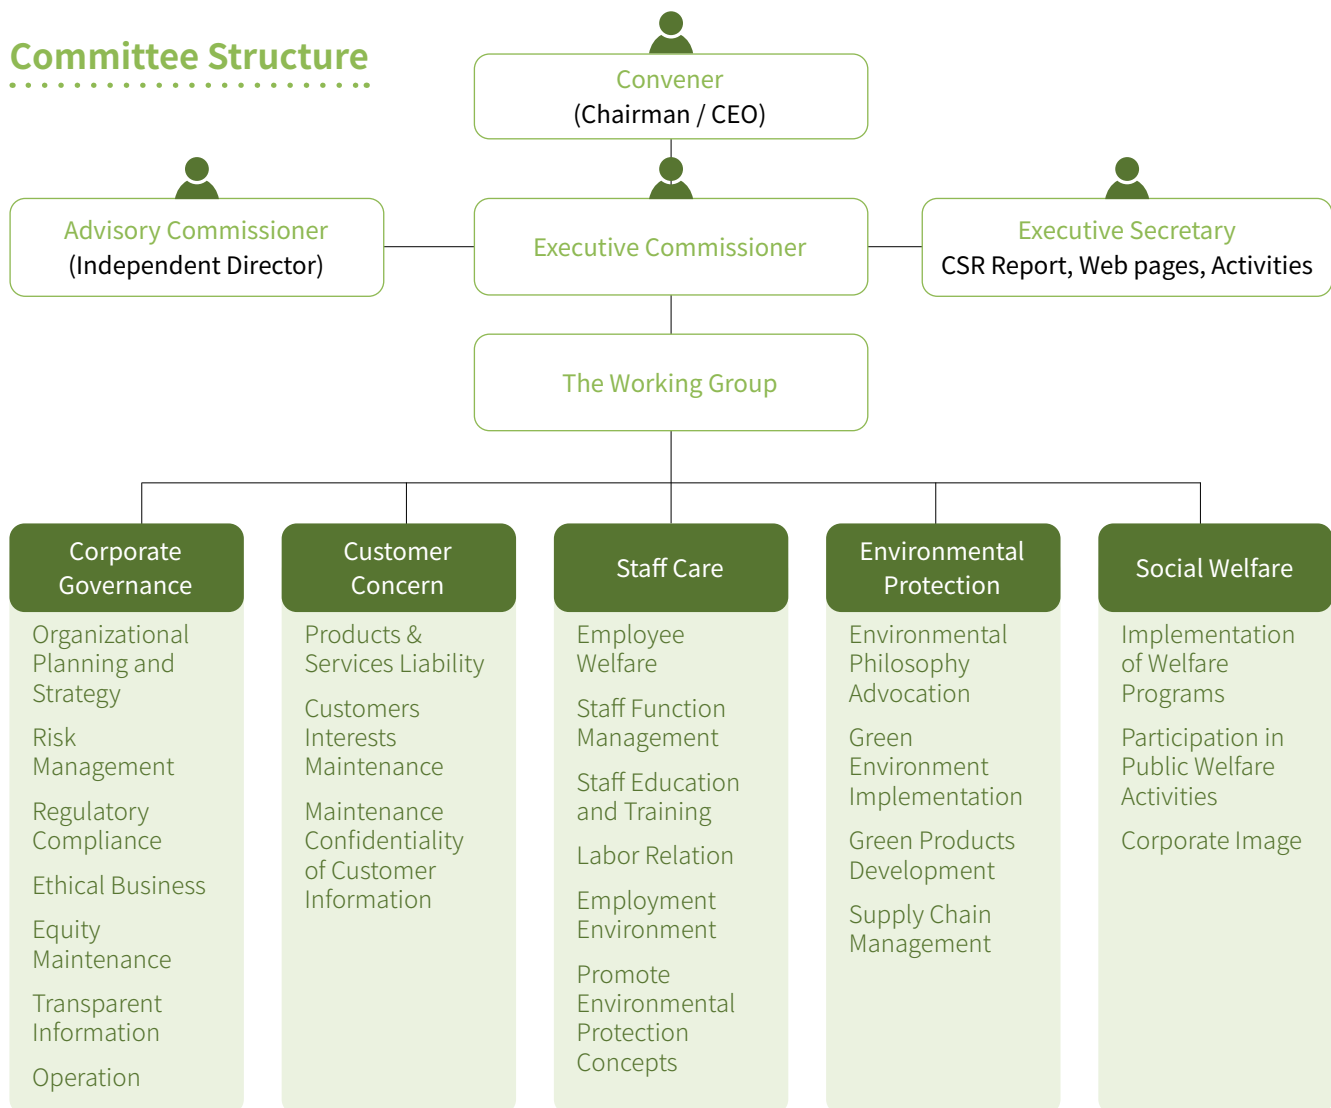 Committee Structure
Convener
(Chairman / CEO)
Advisory Commissioner
(Independent Director)
Executive Commissioner
Executive Secretary
CSR Report, Web pages, Activities
The Working Group
Corporate
Governance
Organizational
Planning and
Strategy
Risk
Management
Regulatory
Compliance
Ethical Business
Equity
Maintenance
Transparent
Information
Operation
Customer
Concern
Products &
Services Liability
Customers
Interests
Maintenance
Maintenance
Confidentiality
of Customer
Information
Staff Care
Employee
Welfare
Staff Function
Management
Staff Education
and Training
Labor Relation
Employment
Environment
Promote
Environmental
Protection
Concepts
Environmental
Protection
Environmental
Philosophy
Advocation
Green
Environment
Implementation
Green Products
Development
Supply Chain
Management
Social Welfare
Implementation
of Welfare
Programs
Participation in
Public Welfare
Activities
Corporate Image